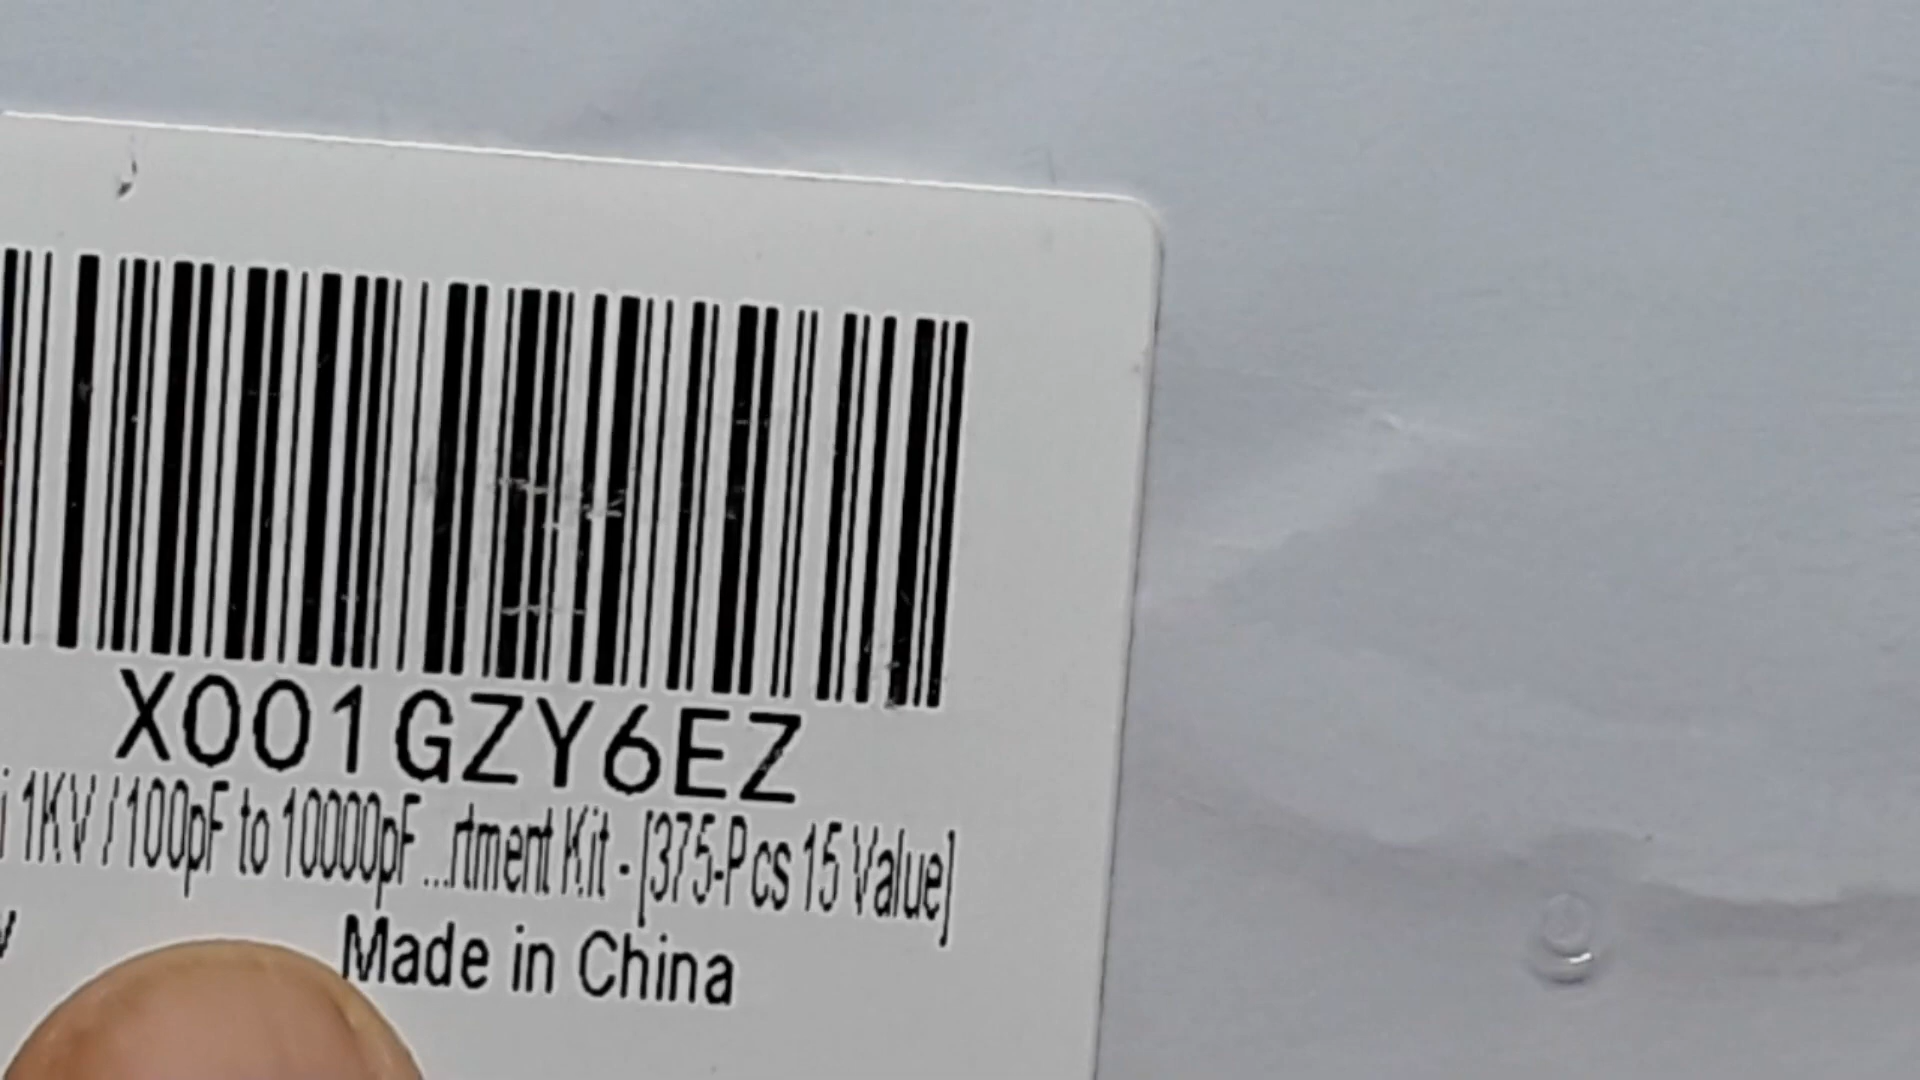 X001GZY6EZ
1KV / 100pF to 10000pF ...rtment Kit - [375-Pcs 15 Value]
Made in China